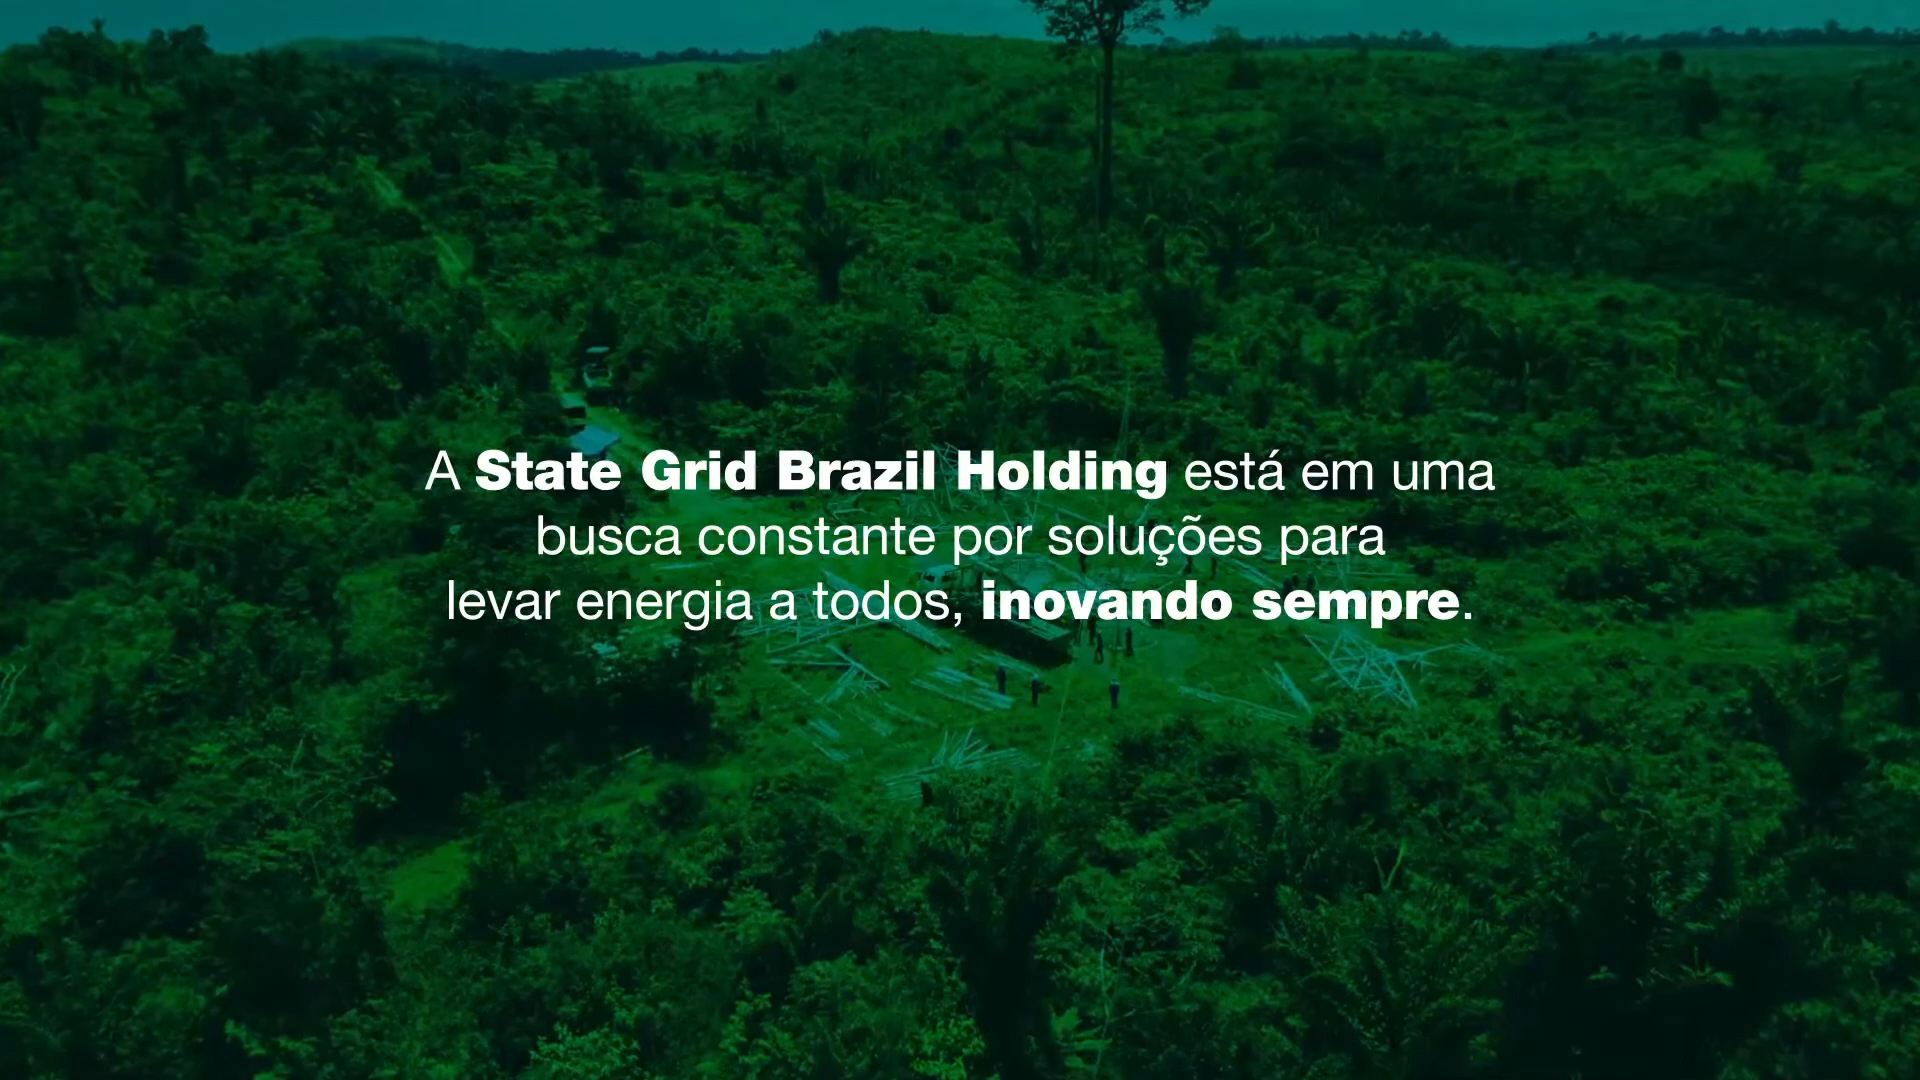 A State Grid Brazil Holding está em uma
busca constante por soluções para
levar energia a todos, inovando sempre.